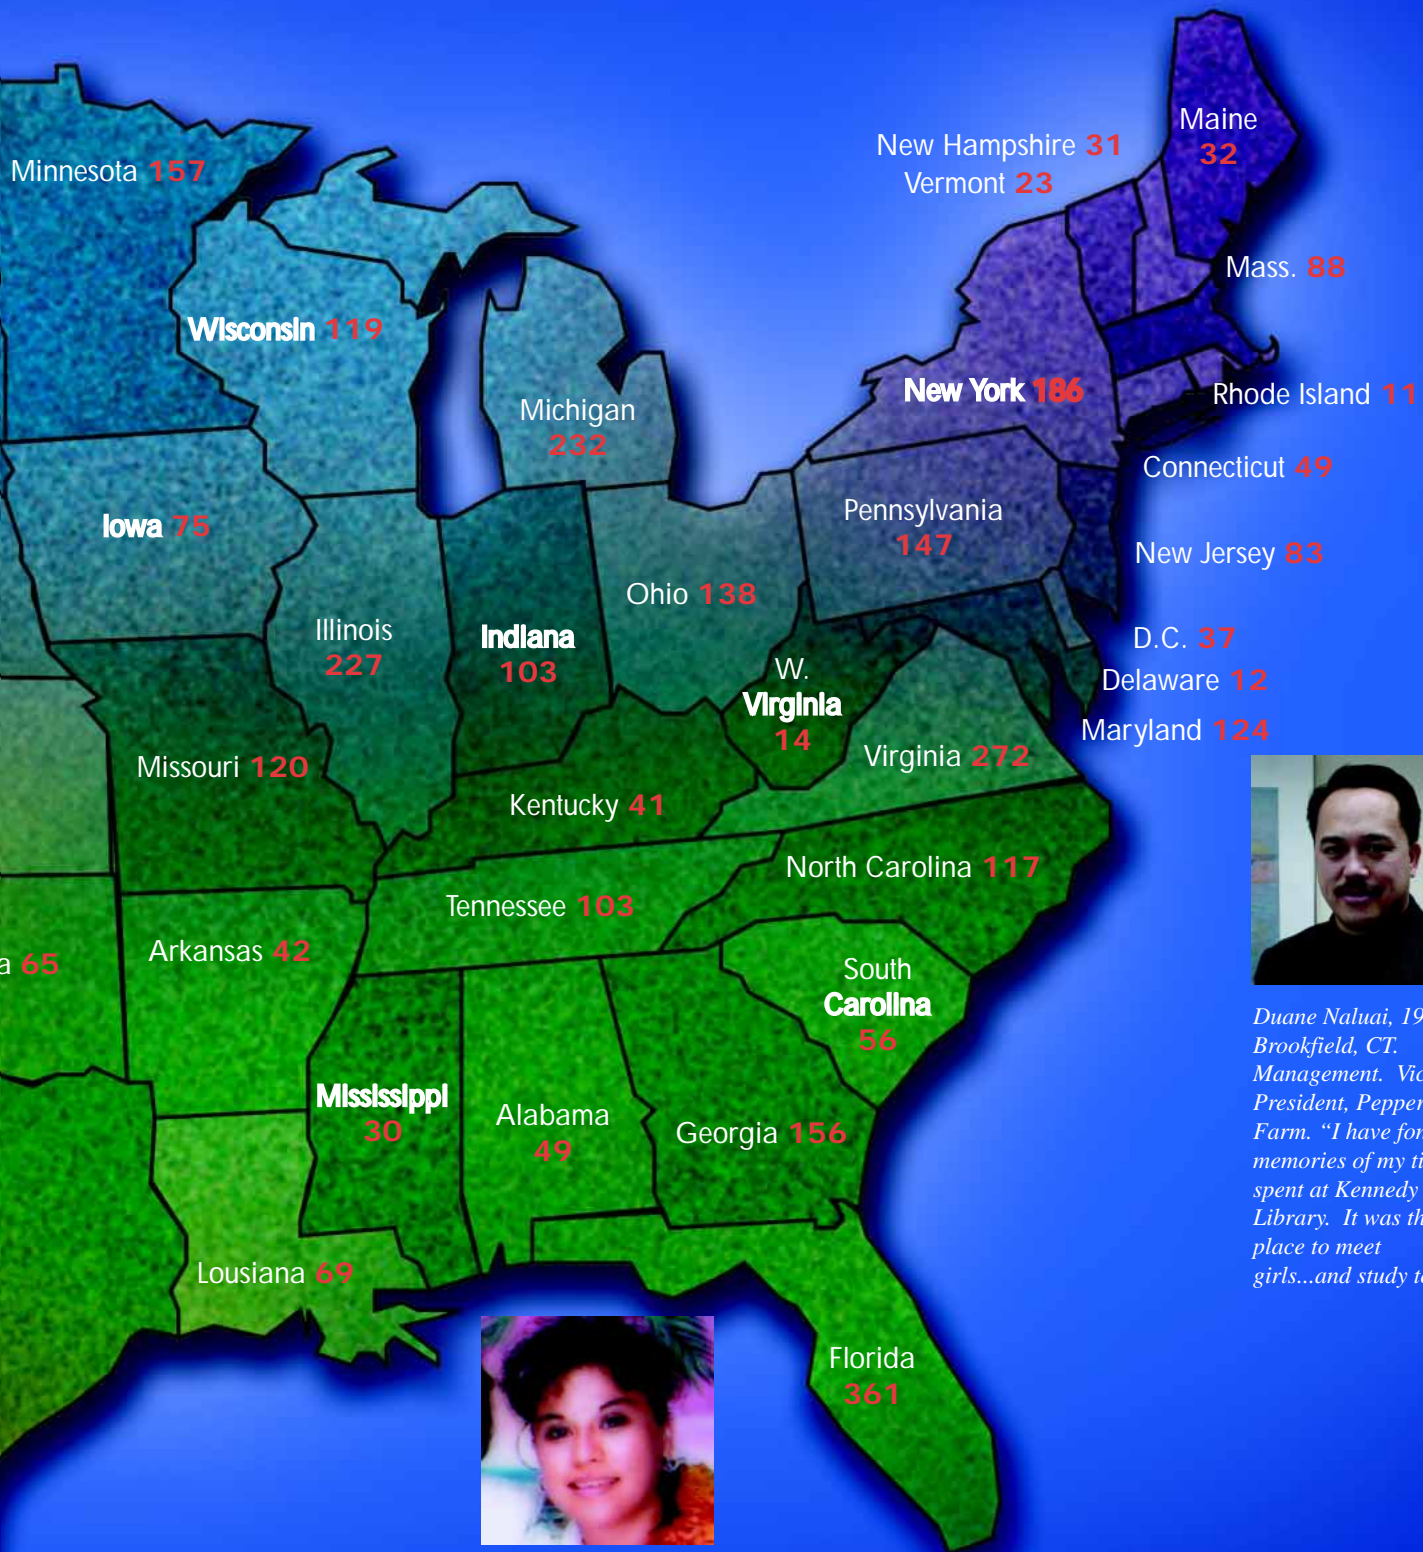 Maine
32
New Hampshire 31
Vermont 23
Minnesota 157
Mass. 88
Wisconsin 119
New York 186
Rhode Island 11
Michigan
232
Connecticut 49
Iowa 75
Pennsylvania
147
New Jersey 83
Ohio 138
Illinois
227
Indiana
103
D.C. 37
W.
Virginia
14
Delaware 12
Maryland 124
Missouri 120
Virginia 272
Kentucky 41
North Carolina 117
Tennessee 103
Arkansas 42
a 65
South
Carolina
56
Mississippi
30
Alabama
49
Georgia 156
Lousiana 69
Florida
361
Duane Naluai, 19
Brookfield, CT.
Management. Vic
President, Pepper
Farm. “I have fon
memories of my ti
spent at Kennedy
Library. It was th
place to meet
girls...and study t